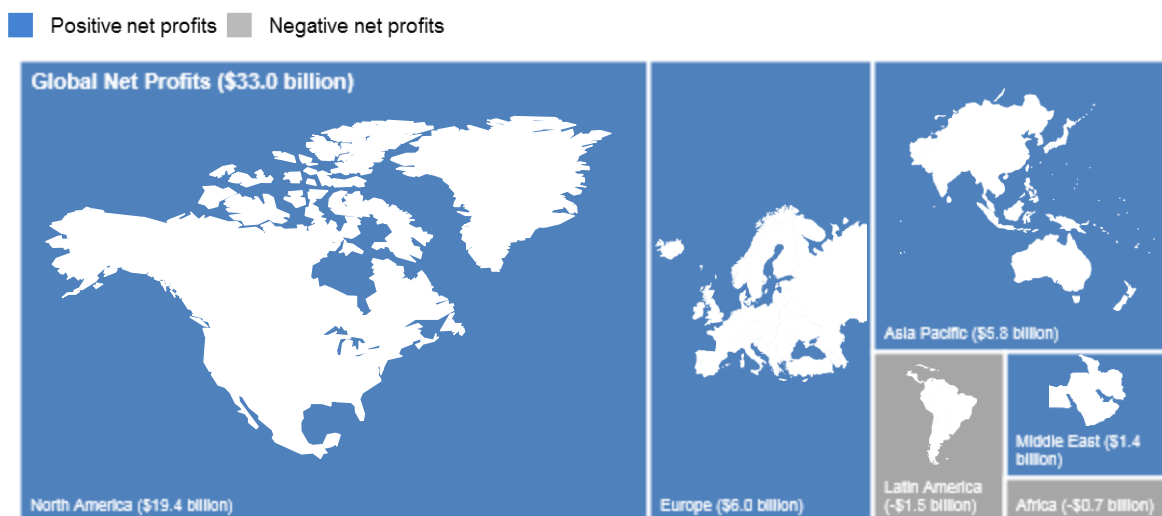 Positive net profits
Negative net profits
Global Net Profits ($33.0 billion)
North America ($19.4 billion)
Europe ($6.0 billion)
Asia Pacific ($5.8 billion)
Latin America
(-$1.5 billion)
Middle East ($1.4
billion)
Africa (-$0.7 billion)